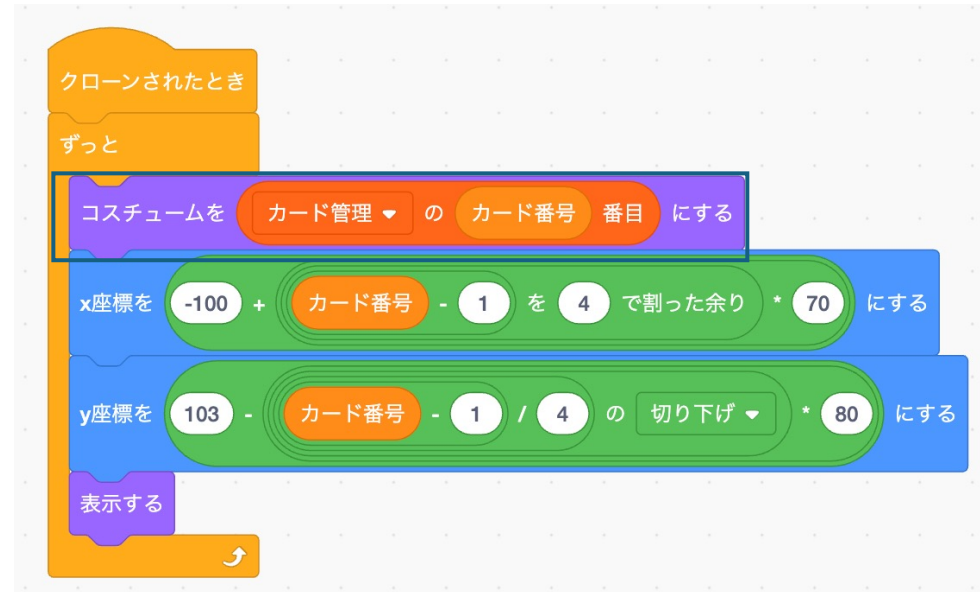 クローンされたとき
ずっと
コスチュームを カード管理 の カード番号 番目 にする
x座標を -100 + カード番号 - 1 を 4 で割った余り * 70 にする
y座標を 103 - カード番号 - 1 / 4 の 切り下げ * 80 にする
表示する